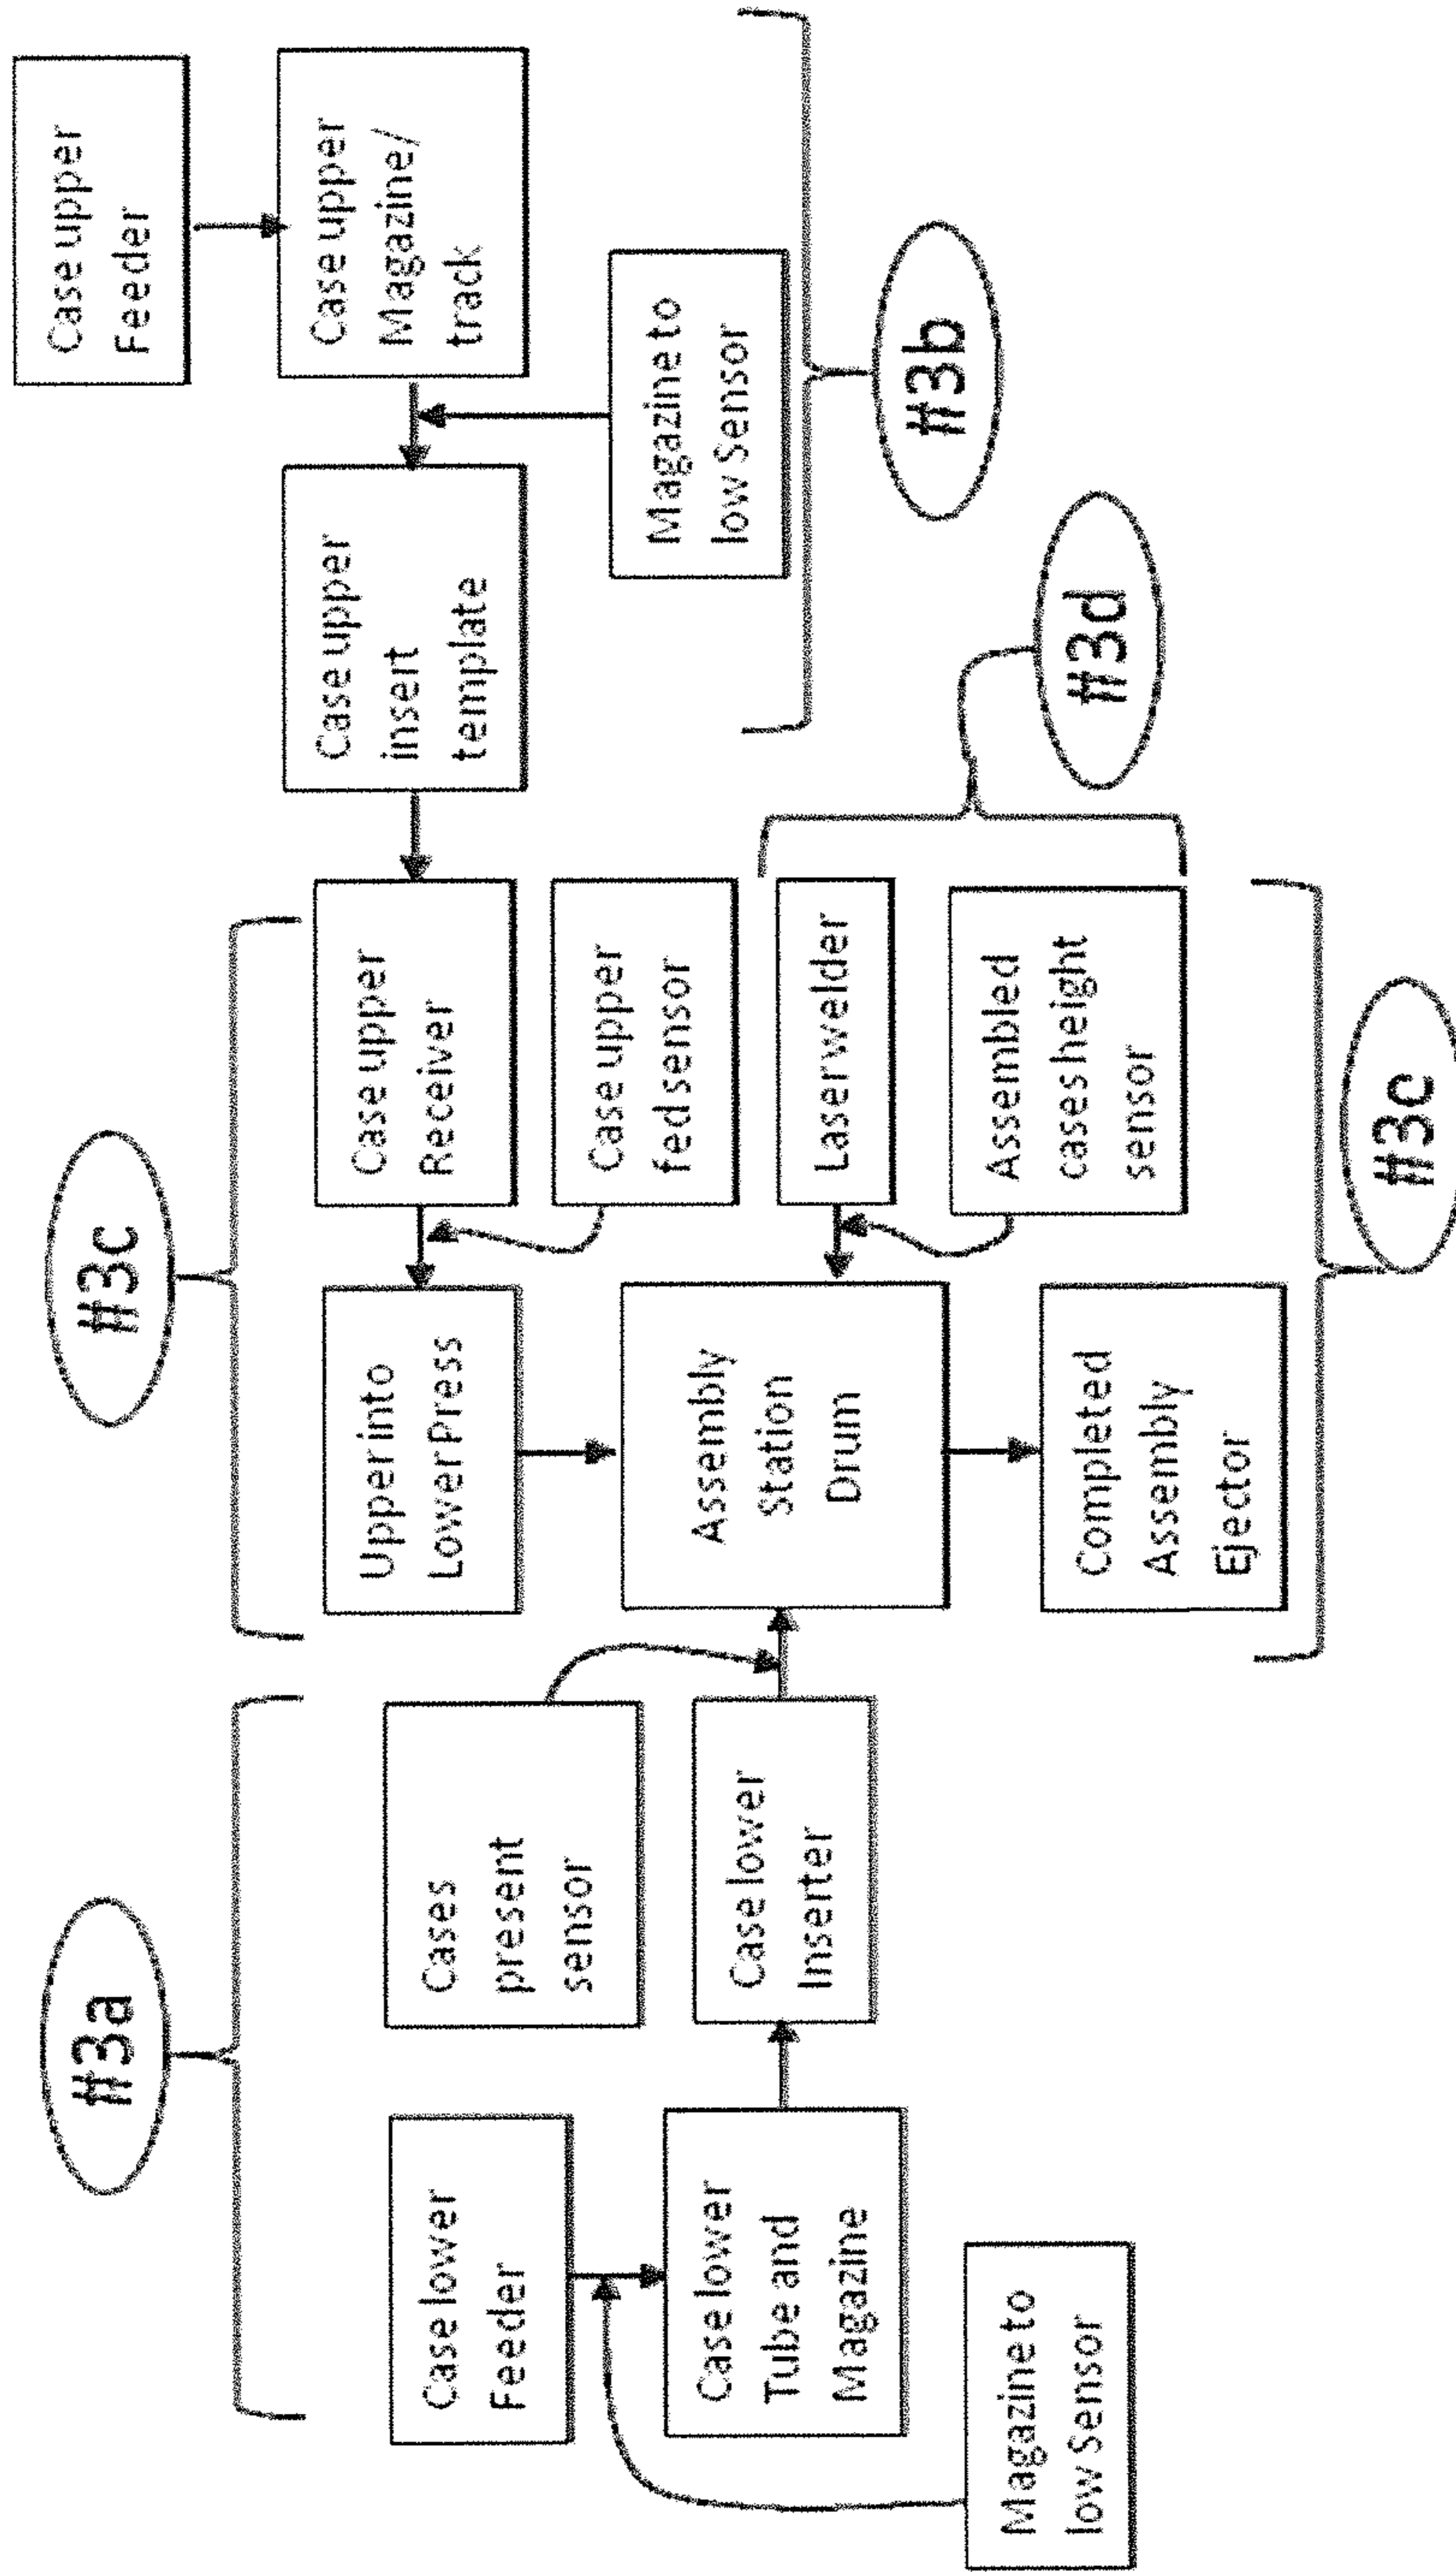 #3a
Case lower
Feeder
Cases
present
sensor
Case lower
Tube and
Magazine
Case lower
Inserter
Magazine to
low Sensor
#3c
Upper into
Lower Press
Case upper
Receiver
Case upper
fed sensor
Assembly
Station
Drum
Laser welder
Assembled
cases height
sensor
Completed
Assembly
Ejector
#3c
#3d
Case upper
Feeder
Case upper
Magazine/
track
Case upper
insert
template
Magazine to
low Sensor
#3b